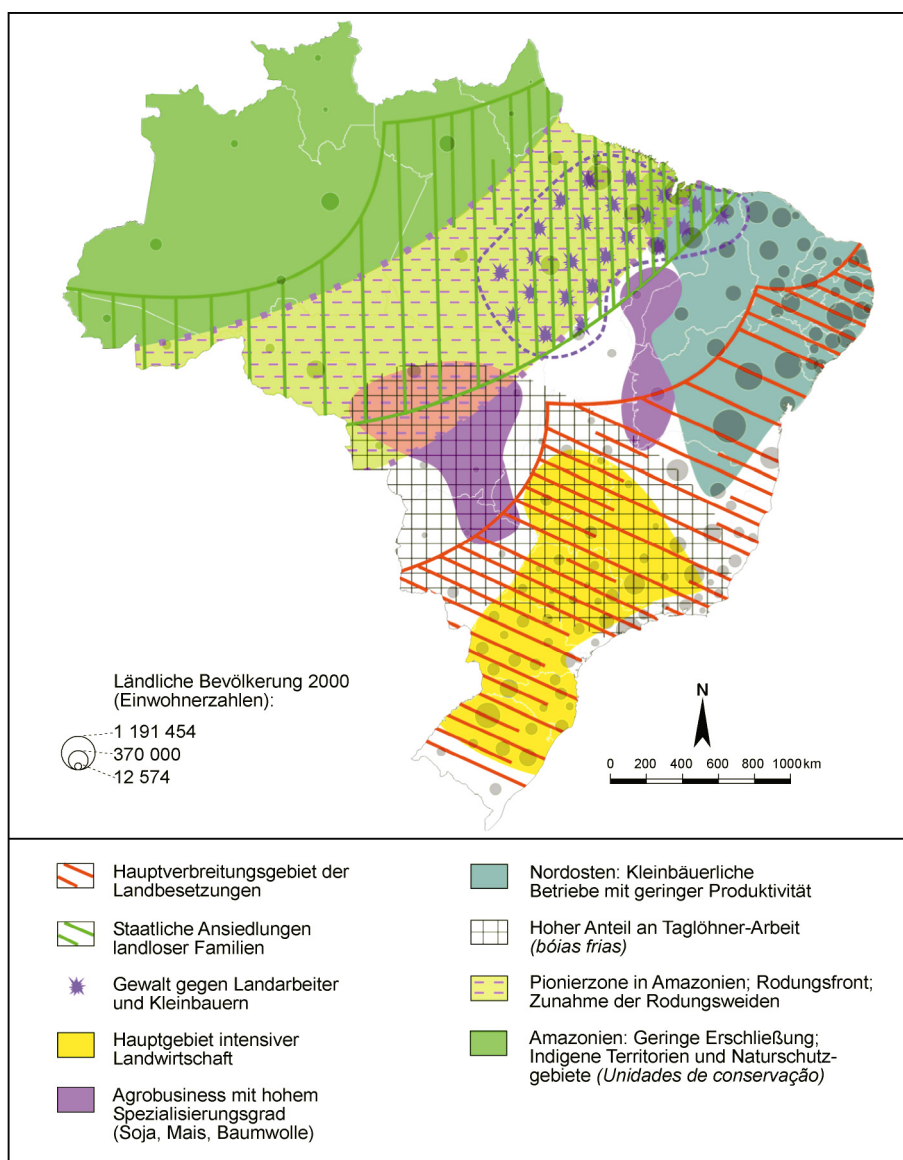 Ländliche Bevölkerung 2000
(Einwohnerzahlen):
1 191 454
370 000
12 574
N
0 200 400 600 800 1000 km
Hauptverbreitungsgebiet der
Landbesetzungen
Staatliche Ansiedlungen
landloser Familien
Gewalt gegen Landarbeiter
und Kleinbauern
Hauptgebiet intensiver
Landwirtschaft
Agrobusiness mit hohem
Spezialisierungsgrad
(Soja, Mais, Baumwolle)
Nordosten: Kleinbäuerliche
Betriebe mit geringer Produktivität
Hoher Anteil an Taglöhner-Arbeit
(bóias frias)
Pionierzone in Amazonien; Rodungsfront;
Zunahme der Rodungsweiden
Amazonien: Geringe Erschließung;
Indigene Territorien und Naturschutz-
gebiete (Unidades de conservação)